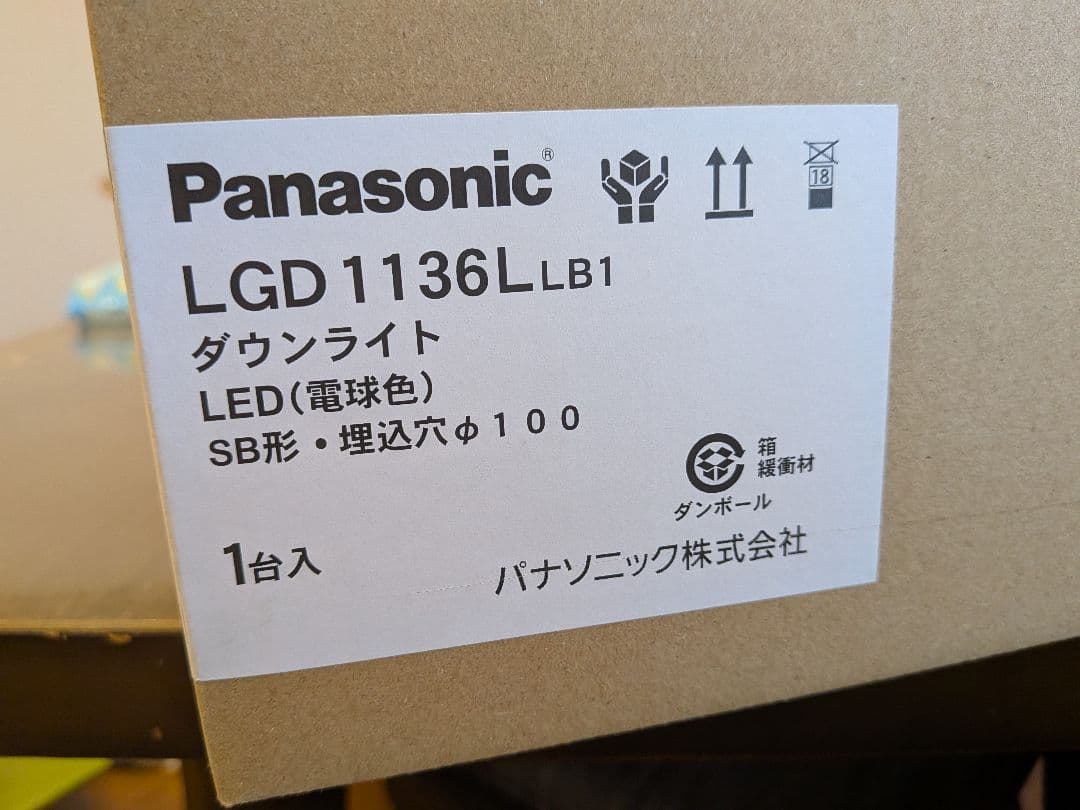 Panasonic®
18
LGD1136L LB1
ダウンライト
LED(電球色)
SB形・埋込穴φ100
箱
緩衝材
ダンボール
1台入
パナソニック株式会社